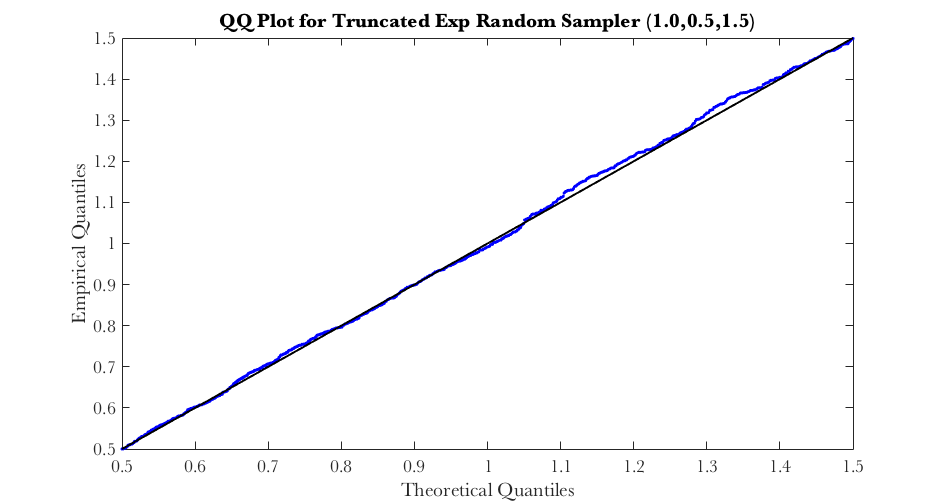 QQ Plot for Truncated Exp Random Sampler (1.0,0.5,1.5)
Empirical Quantiles
1.5
1.4
1.3
1.2
1.1
1
0.9
0.8
0.7
0.6
0.5
0.5 0.6 0.7 0.8 0.9 1 1.1 1.2 1.3 1.4 1.5
Theoretical Quantiles